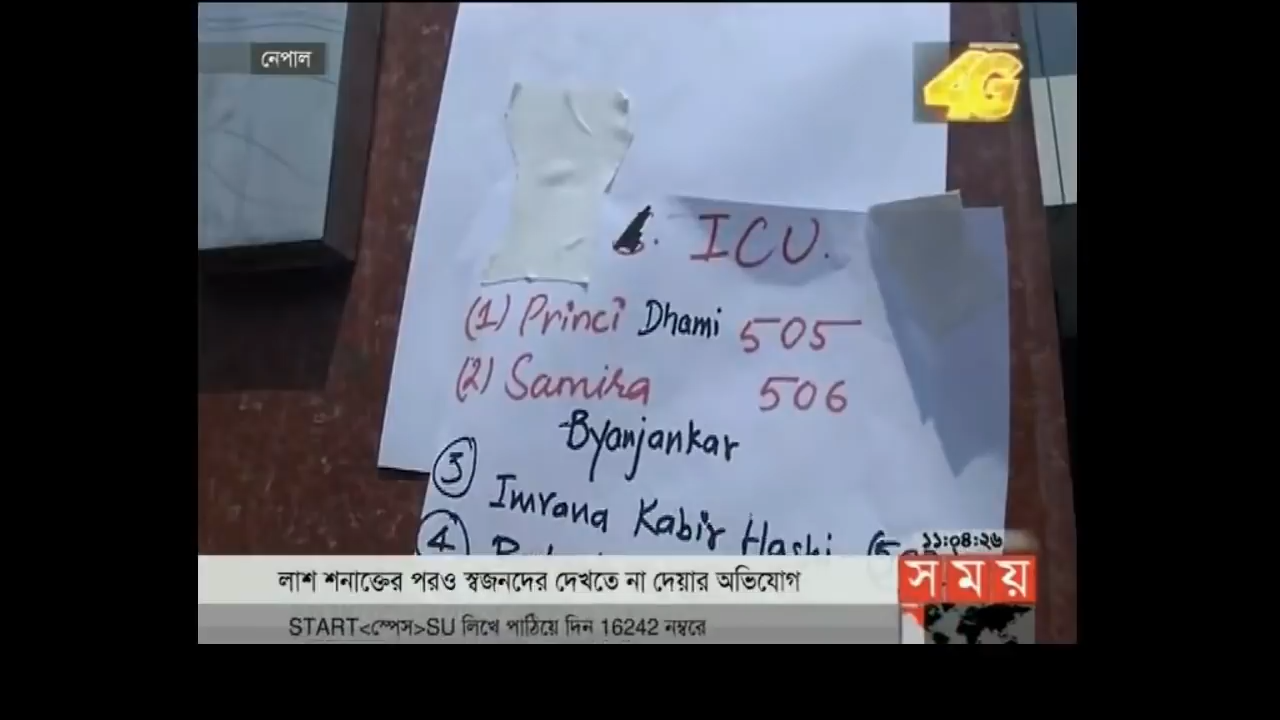 নেপাল
4G
ICU.
(1) Princi Dhami 505
(2) Samira 506
Byanjankar
3 Imrana Kabir Hashi
4
১১:০৪:২৬
লাশ শনাক্তের পরও স্বজনদের দেখতে না দেয়ার অভিযোগ
সময়
START<স্পেস>SU লিখে পাঠিয়ে দিন 16242 নম্বরে